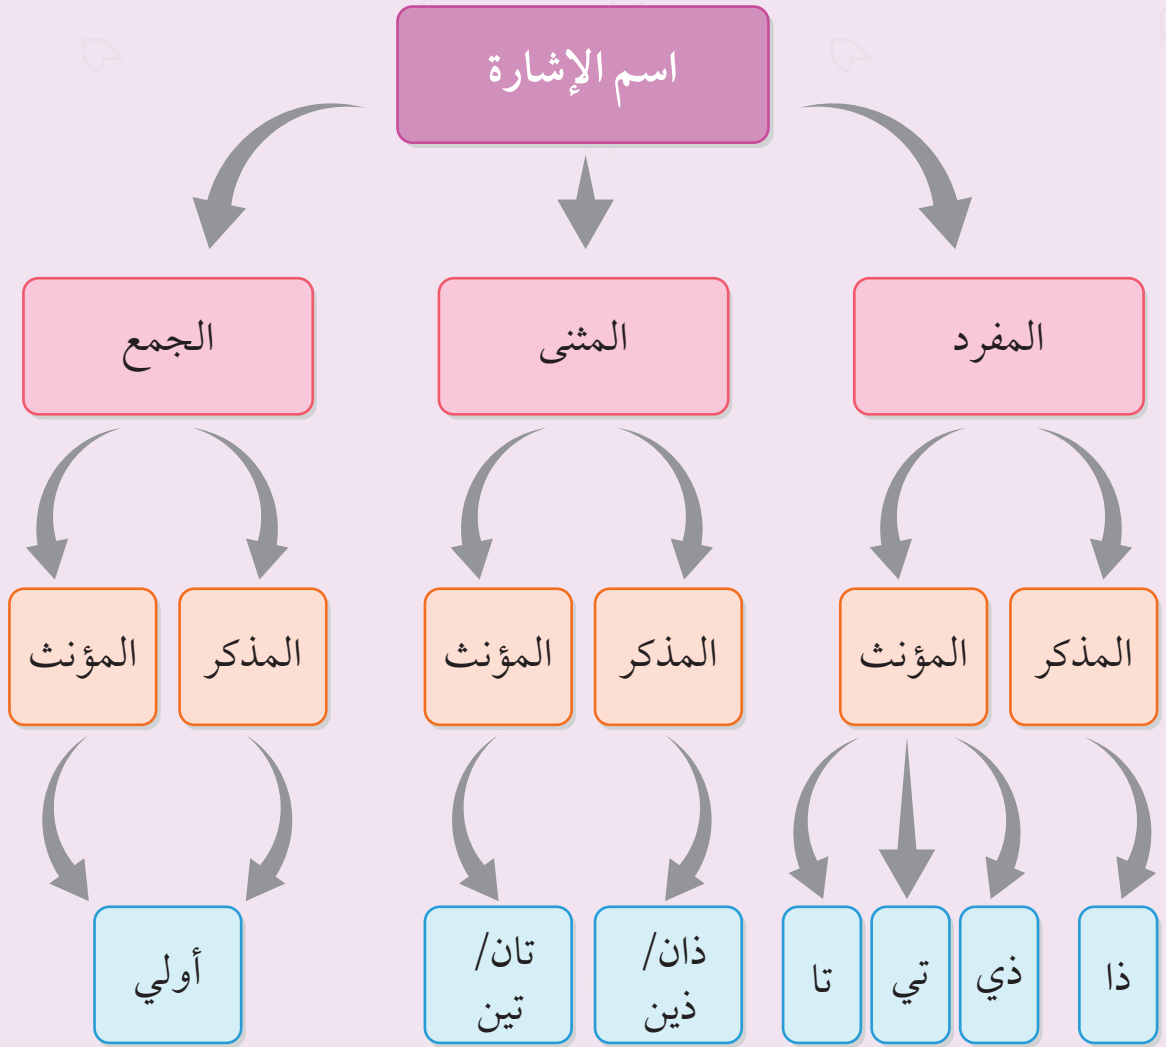 اسم الإشارة
المفرد
المثنى
الجمع
المذكر
المؤنث
المذكر
المؤنث
المذكر
المؤنث
ذا
ذي
تي
تا
ذان/
ذين
تان/
تين
أولي